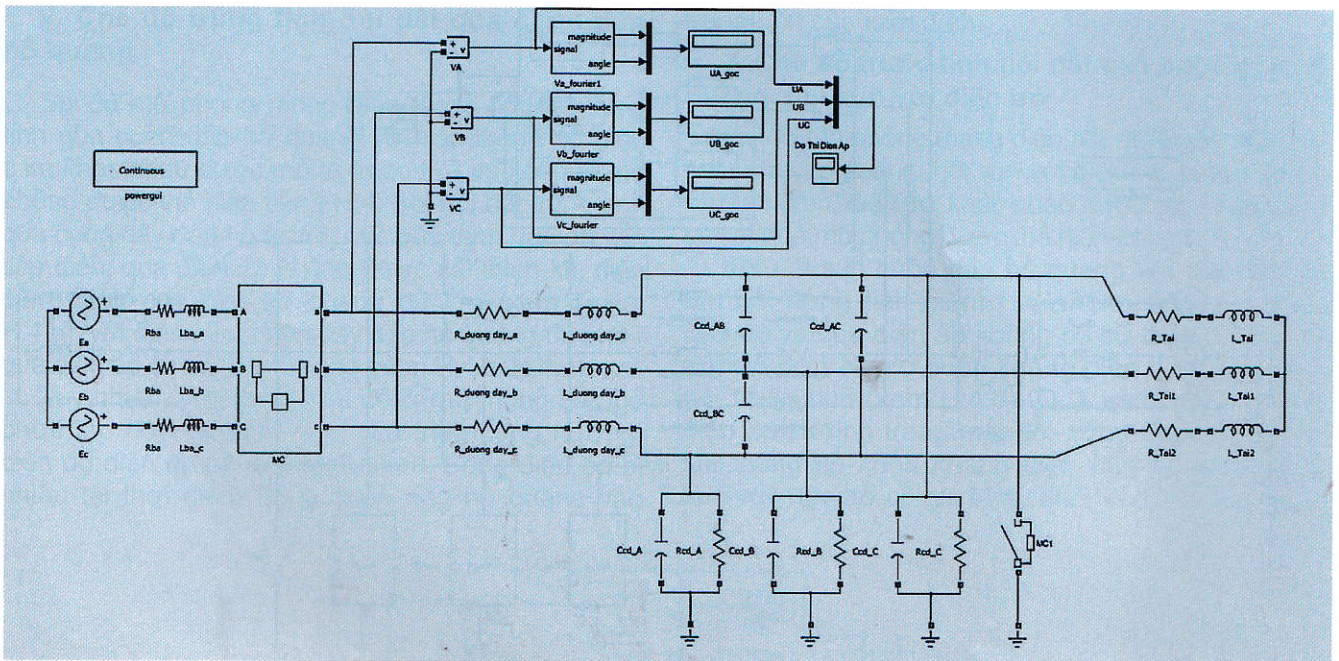 magnitude
signal
angle
VA
Va_fourier1
UA_goc
magnitude
signal
angle
VB
Vb_fourier
UB_goc
UA
UB
UC
Do Thi Dien Ap
Continuous
powergui
magnitude
signal
angle
VC
Vc_fourier
UC_goc
Ea
Rba
Lba_a
A
a
R_duong day_a
L_duong day_a
Ccd_AB
Ccd_AC
R_Tai
L_Tai
Eb
Rba
Lba_b
B
b
R_duong day_b
L_duong day_b
Ccd_BC
R_Tai1
L_Tai1
Ec
Rba
Lba_c
C
c
MC
R_duong day_c
L_duong day_c
R_Tai2
L_Tai2
Ccd_A
Rcd_A
Ccd_B
Rcd_B
Ccd_C
Rcd_C
MC1